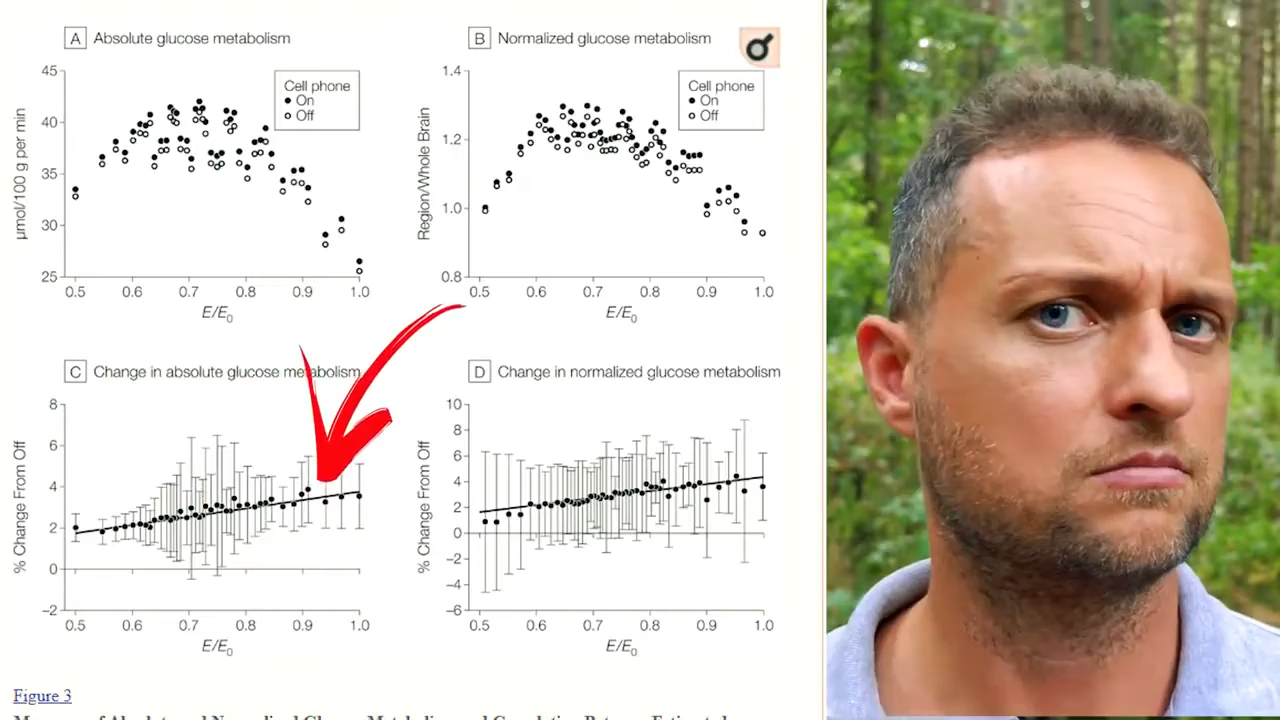 A Absolute glucose metabolism
45
40
35
30
25
µmol/100 g per min
Cell phone
On
Off
0.5 0.6 0.7 0.8 0.9 1.0
E/E0
B Normalized glucose metabolism
1.4
1.2
1.0
0.8
Region/Whole Brain
Cell phone
On
Off
0.5 0.6 0.7 0.8 0.9 1.0
E/E0
C Change in absolute glucose metabolism
8
6
4
2
0
−2
% Change From Off
0.5 0.6 0.7 0.8 0.9 1.0
E/E0
D Change in normalized glucose metabolism
10
8
6
4
2
0
−2
−4
−6
% Change From Off
0.5 0.6 0.7 0.8 0.9 1.0
E/E0
Figure 3